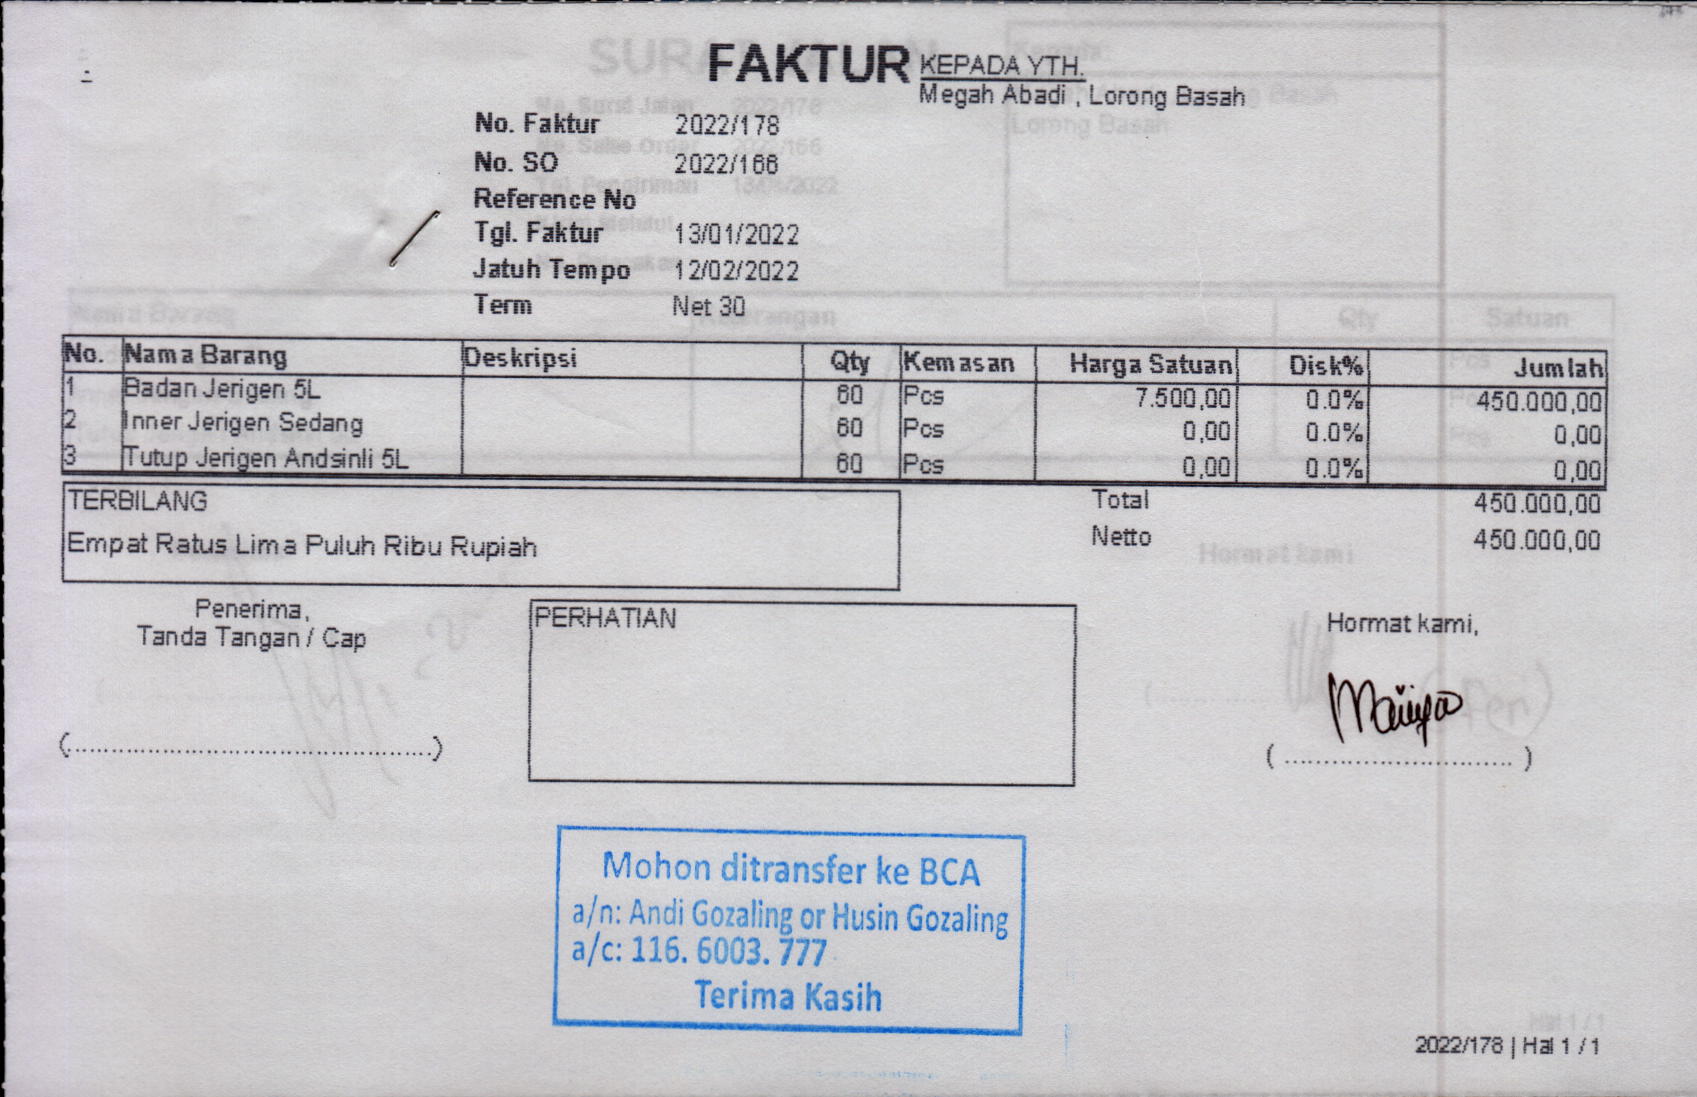 FAKTUR
KEPADA YTH.
Megah Abadi , Lorong Basah
No. Faktur 2022/178
No. SO 2022/166
Reference No
Tgl. Faktur 13/01/2022
Jatuh Tempo 12/02/2022
Term Net 30
No. Nama Barang Deskripsi Qty Kemasan Harga Satuan Disk% Jumlah
1 Badan Jerigen 5L 60 Pcs 7.500,00 0.0% 450.000,00
2 Inner Jerigen Sedang 60 Pcs 0,00 0.0% 0,00
3 Tutup Jerigen Andsinli 5L 60 Pcs 0,00 0.0% 0,00
TERBILANG
Empat Ratus Lima Puluh Ribu Rupiah
Total 450.000,00
Netto 450.000,00
Penerima,
Tanda Tangan / Cap
PERHATIAN
Hormat kami,
(..........................................)
( ............................. )
Mohon ditransfer ke BCA
a/n: Andi Gozaling or Husin Gozaling
a/c: 116. 6003. 777
Terima Kasih
2022/178 | Hal 1 / 1